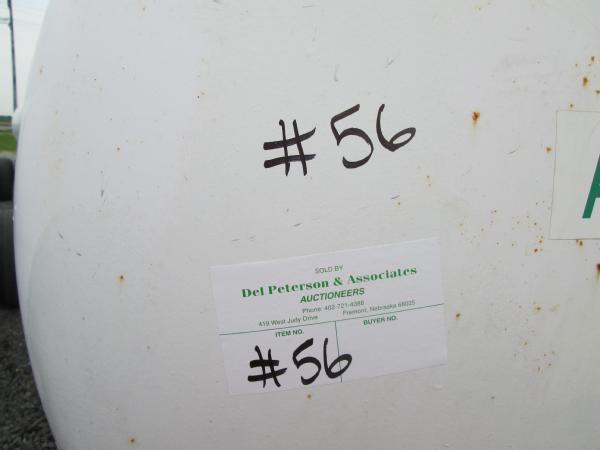 #56
SOLD BY
Del Peterson & Associates
AUCTIONEERS
Phone: 402-721-4388
419 West Judy Drive Fremont, Nebraska 68025
ITEM NO. BUYER NO.
#56